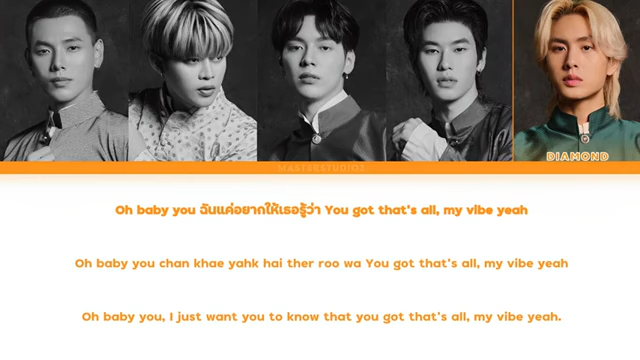 DIAMOND
MASTERSTUDIOS
Oh baby you ฉันแค่อยากให้เธอรู้ว่า You got that's all, my vibe yeah
Oh baby you chan khae yahk hai ther roo wa You got that's all, my vibe yeah
Oh baby you, I just want you to know that you got that's all, my vibe yeah.